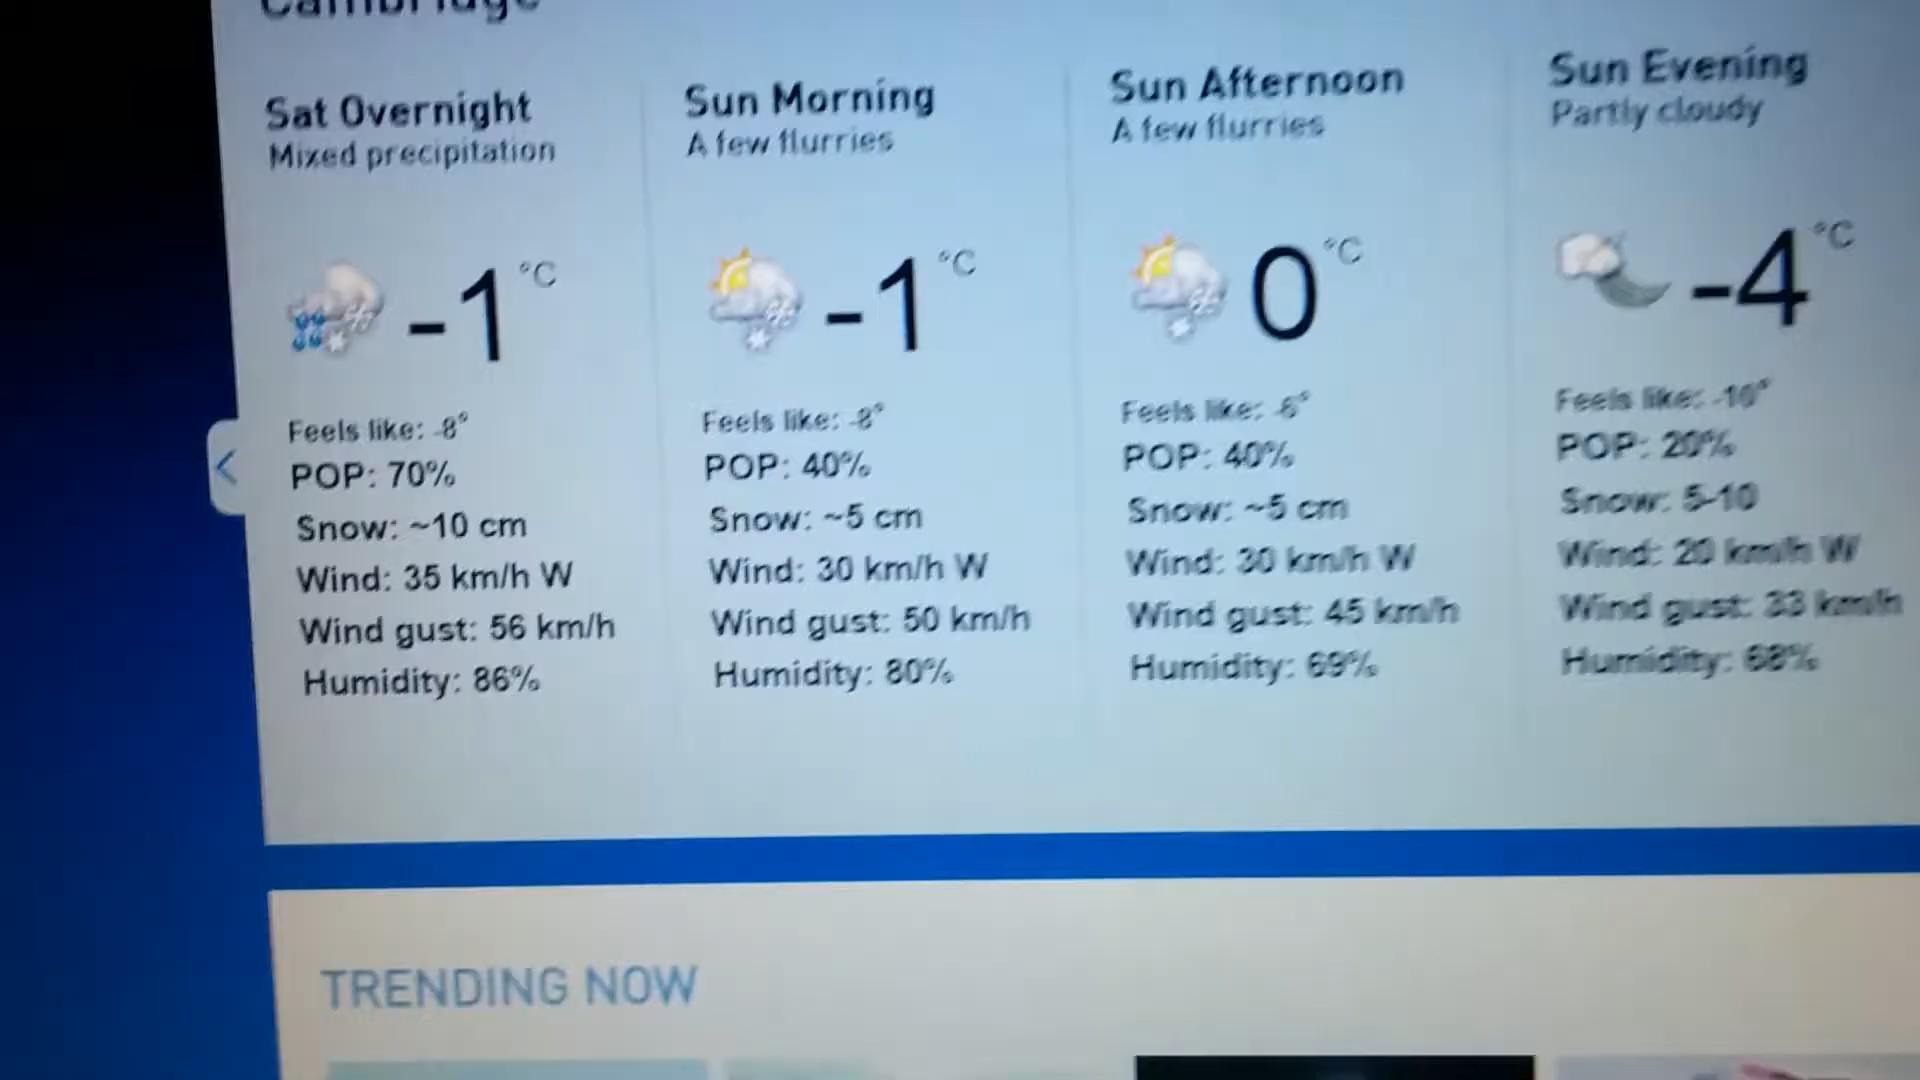 Cambridge
Sat Overnight
Mixed precipitation
-1 °C
Feels like: -8°
POP: 70%
Snow: ~10 cm
Wind: 35 km/h W
Wind gust: 56 km/h
Humidity: 86%
Sun Morning
A few flurries
-1 °C
Feels like: -8°
POP: 40%
Snow: ~5 cm
Wind: 30 km/h W
Wind gust: 50 km/h
Humidity: 80%
Sun Afternoon
A few flurries
0 °C
Feels like: -6°
POP: 40%
Snow: ~5 cm
Wind: 30 km/h W
Wind gust: 45 km/h
Humidity: 69%
Sun Evening
Partly cloudy
-4 °C
Feels like: -10°
POP: 20%
Snow: 5-10
Wind: 20 km/h W
Wind gust: 33 km/h
Humidity: 68%
TRENDING NOW